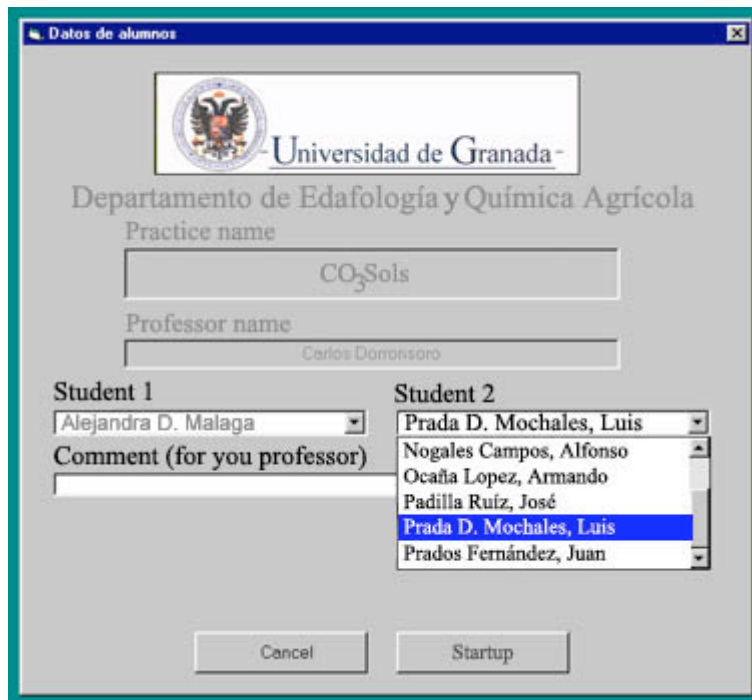 Datos de alumnos
-Universidad de Granada-
Departamento de Edafología y Química Agrícola
Practice name
CO3Sols
Professor name
Carlos Dorronsoro
Student 1
Alejandra D. Malaga
Student 2
Prada D. Mochales, Luis
Nogales Campos, Alfonso
Ocaña Lopez, Armando
Padilla Ruíz, José
Prada D. Mochales, Luis
Prados Fernández, Juan
Comment (for you professor)
Cancel
Startup